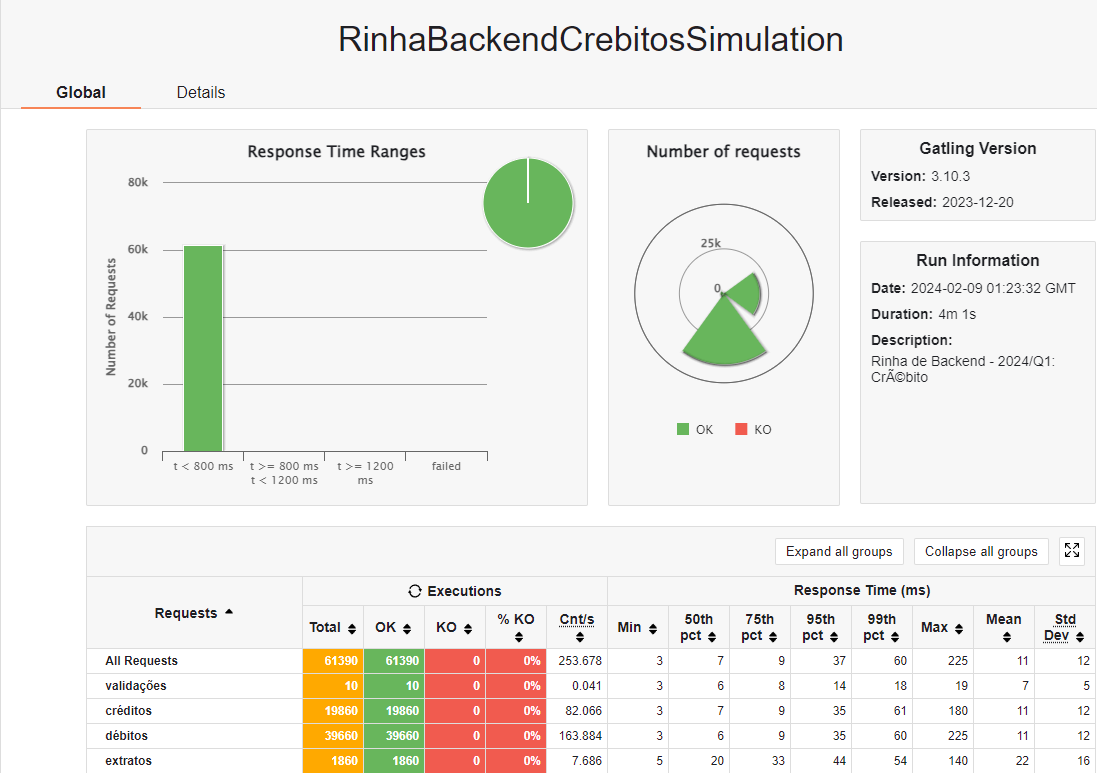 RinhaBackendCrebitosSimulation
Global Details
Response Time Ranges
80k
60k
40k
20k
0
Number of Requests
t < 800 ms
t >= 800 ms
t < 1200 ms
t >= 1200
ms
failed
Number of requests
25k
0
OK KO
Gatling Version
Version: 3.10.3
Released: 2023-12-20
Run Information
Date: 2024-02-09 01:23:32 GMT
Duration: 4m 1s
Description:
Rinha de Backend - 2024/Q1:
CrÃ©bito
Expand all groups Collapse all groups
Requests
Executions
Response Time (ms)
Total OK KO % KO Cnt/s Min 50th pct 75th pct 95th pct 99th pct Max Mean Std Dev
All Requests 61390 61390 0 0% 253.678 3 7 9 37 60 225 11 12
validações 10 10 0 0% 0.041 3 6 8 14 18 19 7 5
créditos 19860 19860 0 0% 82.066 3 7 9 35 61 180 11 12
débitos 39660 39660 0 0% 163.884 3 6 9 35 60 225 11 12
extratos 1860 1860 0 0% 7.686 5 20 33 44 54 140 22 16